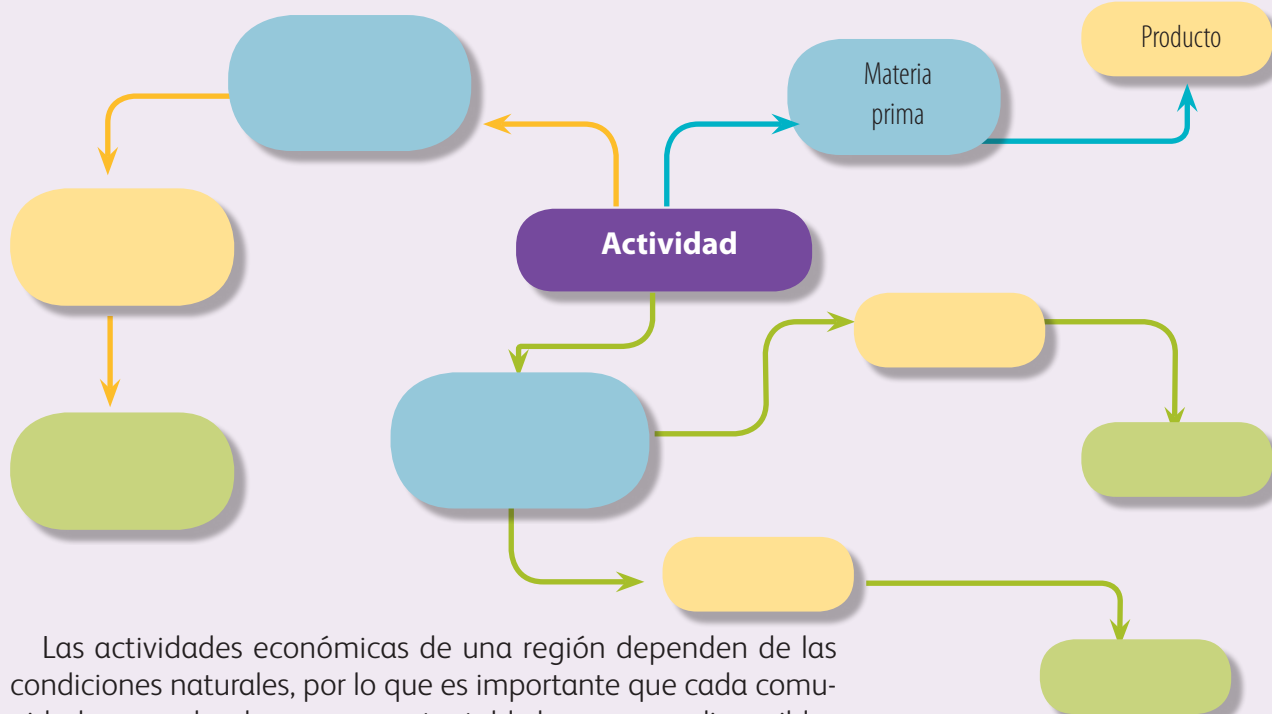 Producto
Materia
prima
Actividad
Las actividades económicas de una región dependen de las
condiciones naturales, por lo que es importante que cada comu-